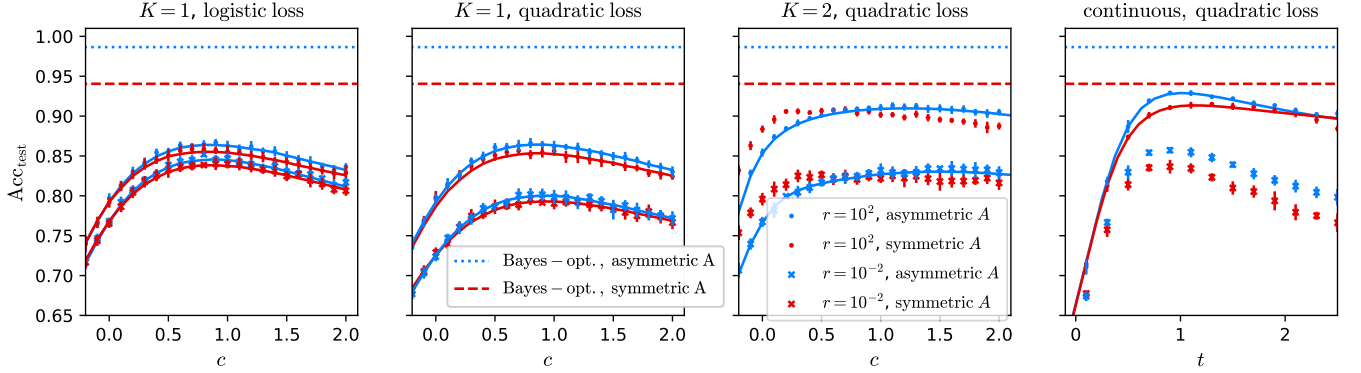 K = 1, logistic loss
K = 1, quadratic loss
K = 2, quadratic loss
continuous, quadratic loss
Acc_test
1.00
0.95
0.90
0.85
0.80
0.75
0.70
0.65
0.0 0.5 1.0 1.5 2.0
c
0.0 0.5 1.0 1.5 2.0
c
Bayes − opt., asymmetric A
Bayes − opt., symmetric A
0.0 0.5 1.0 1.5 2.0
c
r = 10², asymmetric A
r = 10², symmetric A
r = 10⁻², asymmetric A
r = 10⁻², symmetric A
0 1 2
t